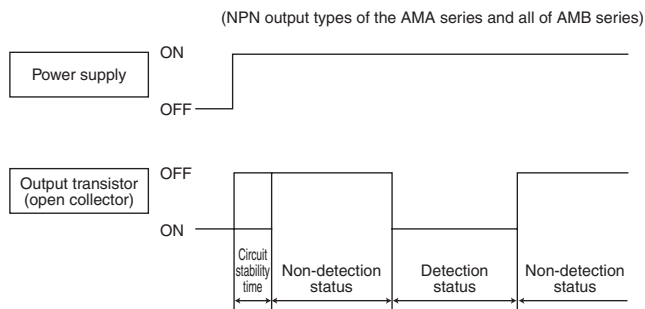 (NPN output types of the AMA series and all of AMB series)
ON
Power supply
OFF
OFF
Output transistor
(open collector)
ON
Circuit
stability
time
Non-detection
status
Detection
status
Non-detection
status